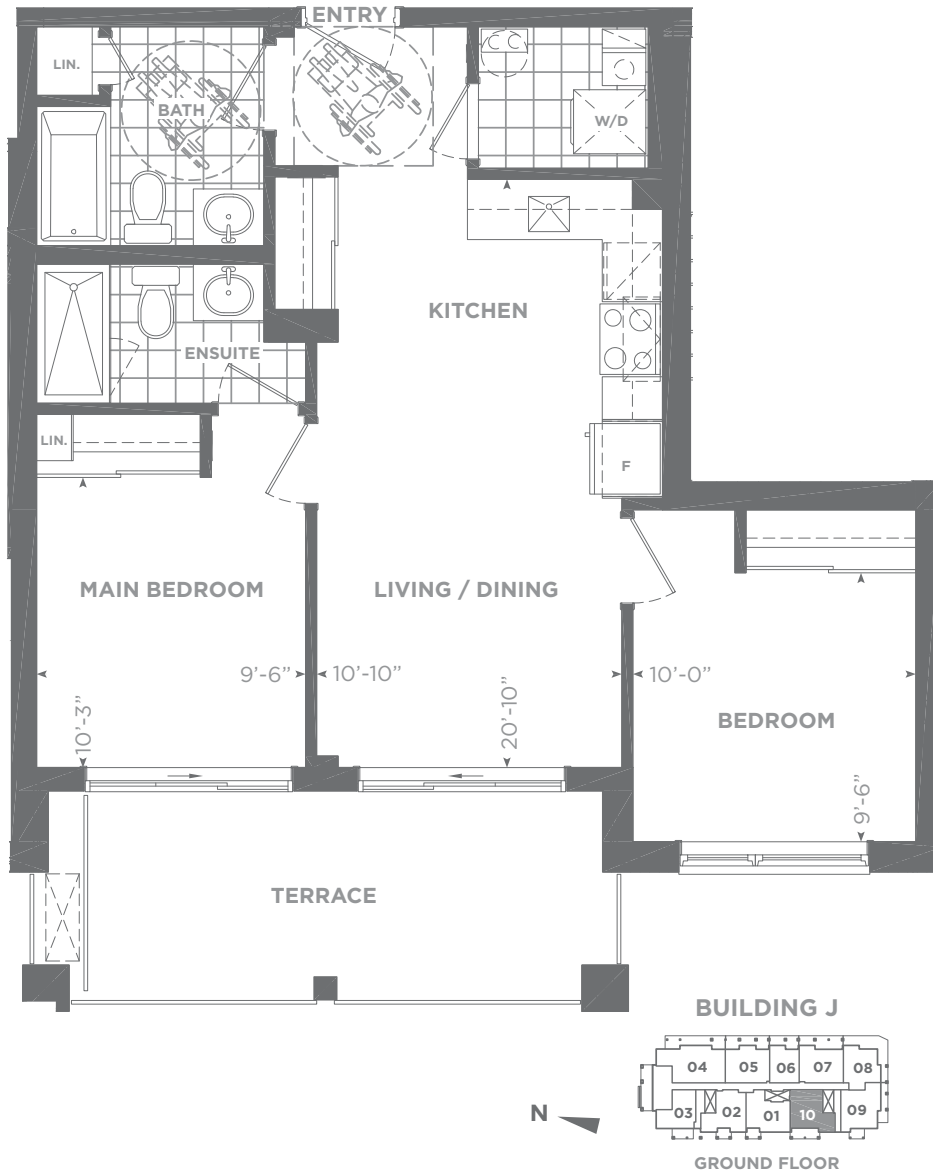 ENTRY
LIN.
BATH
W/D
KITCHEN
ENSUITE
LIN.
F
MAIN BEDROOM
LIVING / DINING
9'-6”
10'-10”
10'-0”
10'-3”
20'-10”
BEDROOM
9'-6”
TERRACE
BUILDING J
04
05
06
07
08
03
02
01
10
09
N
GROUND FLOOR